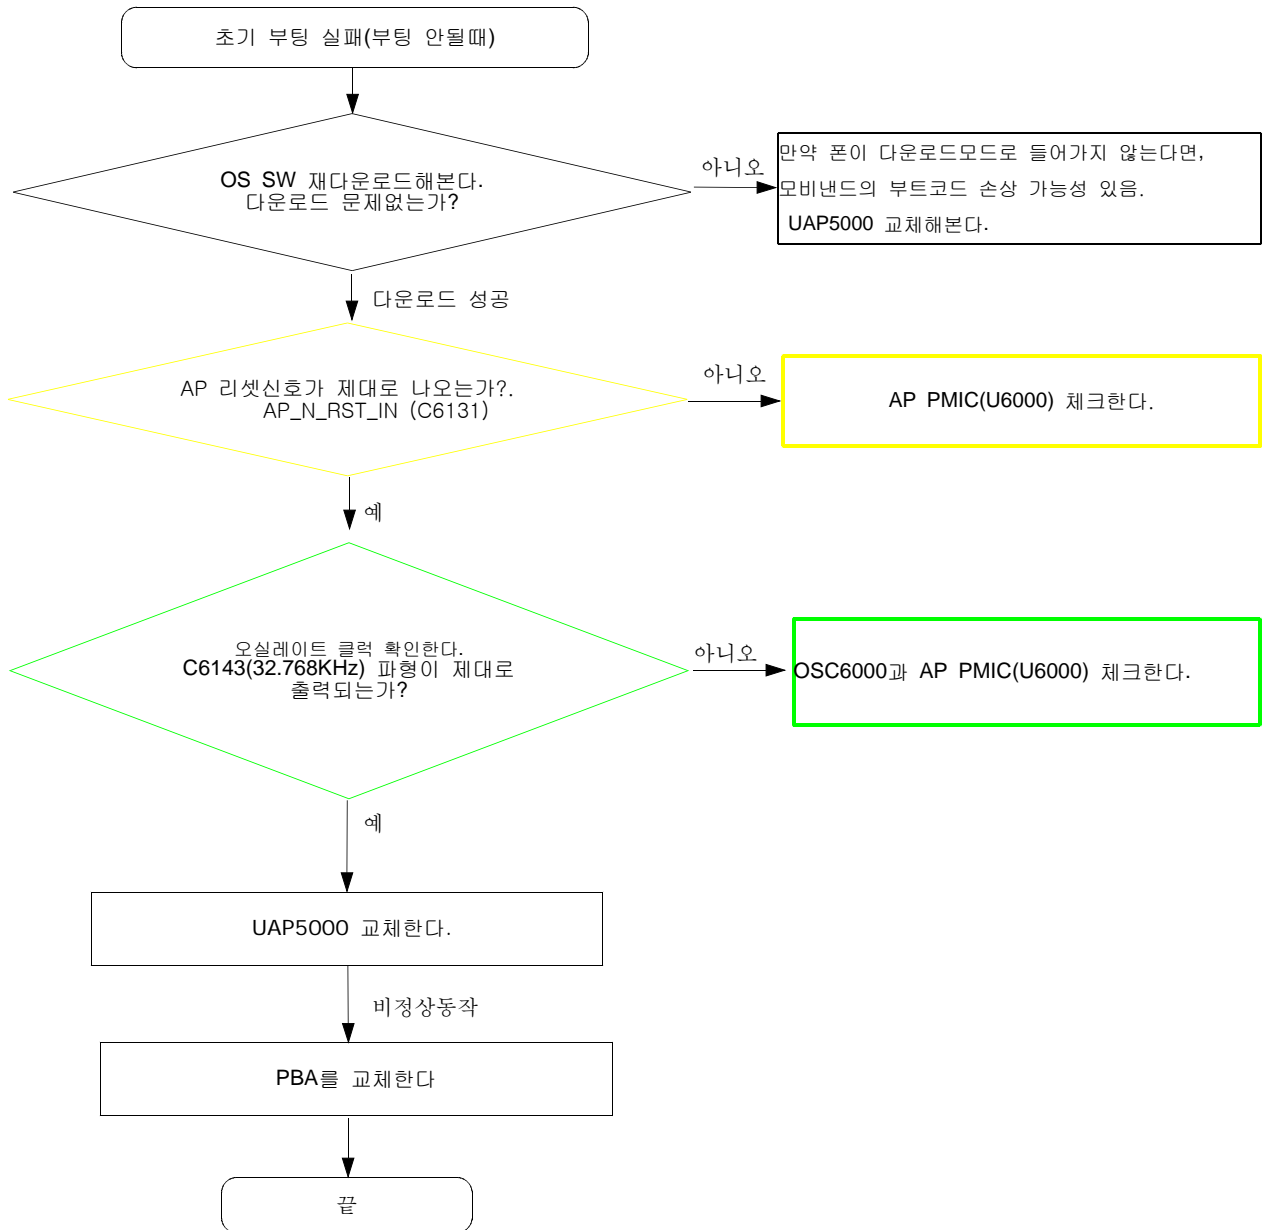 초기 부팅 실패(부팅 안될때)
OS SW 재다운로드해본다.
다운로드 문제없는가?
아니오
만약 폰이 다운로드모드로 들어가지 않는다면,
모비낸드의 부트코드 손상 가능성 있음.
UAP5000 교체해본다.
다운로드 성공
AP 리셋신호가 제대로 나오는가?.
AP_N_RST_IN (C6131)
아니오
AP PMIC(U6000) 체크한다.
예
오실레이트 클럭 확인한다.
C6143(32.768KHz) 파형이 제대로
출력되는가?
아니오
OSC6000과 AP PMIC(U6000) 체크한다.
예
UAP5000 교체한다.
비정상동작
PBA를 교체한다
끝